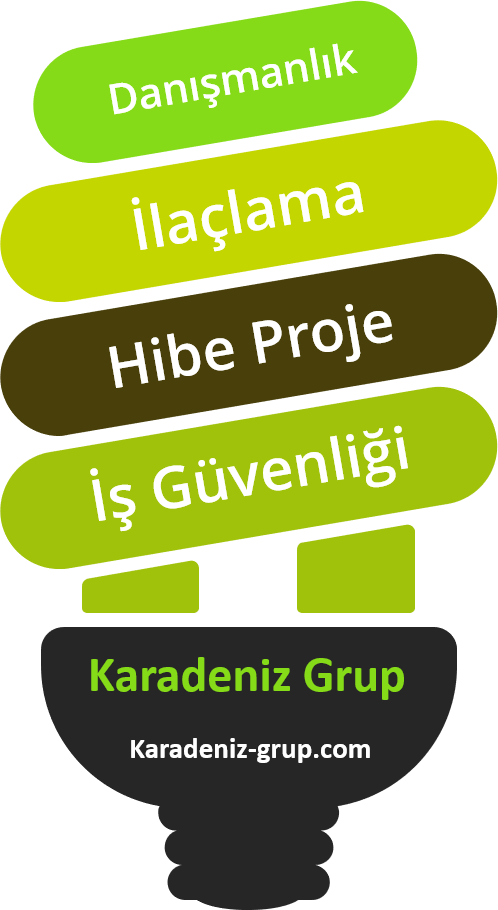 Danışmanlık
İlaçlama
Hibe Proje
İş Güvenliği
Karadeniz Grup
Karadeniz-grup.com